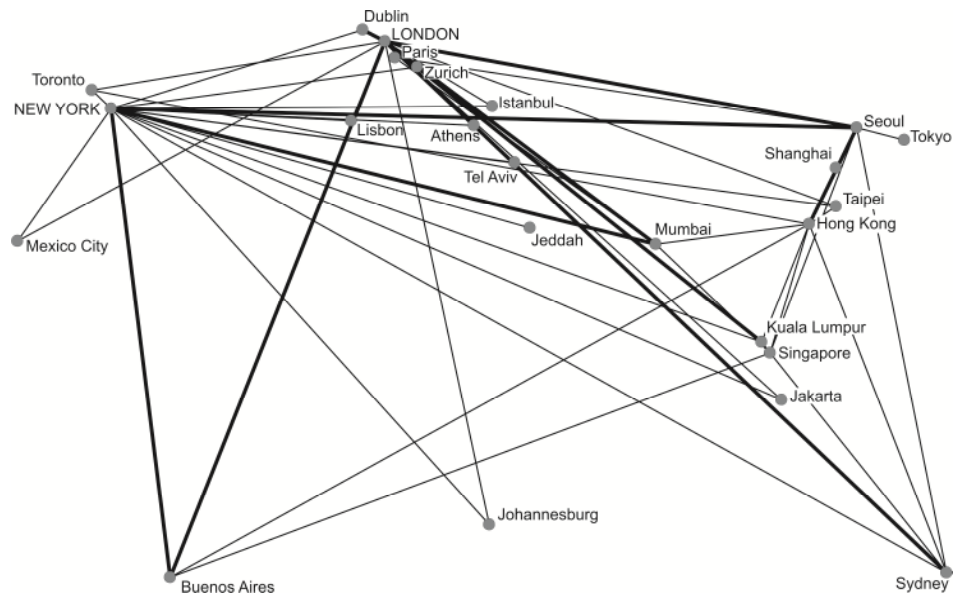 Dublin
LONDON
Paris
Zurich
Toronto
NEW YORK
Istanbul
Lisbon
Athens
Seoul
Tokyo
Shanghai
Tel Aviv
Taipei
Hong Kong
Mexico City
Jeddah
Mumbai
Kuala Lumpur
Singapore
Jakarta
Johannesburg
Buenos Aires
Sydney